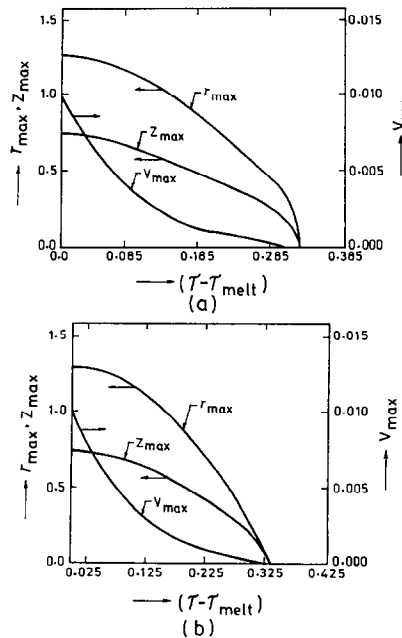 1.5
0.015
1.0
0.010
0.5
0.005
0.0
0.000
r_max, Z_max
V_max
r_max
Z_max
V_max
0.0 0.085 0.185 0.285 0.385
(τ-τ_melt)
(a)
1.5
0.015
1.0
0.010
0.5
0.005
0.0
0.000
r_max, Z_max
V_max
r_max
Z_max
V_max
0.025 0.125 0.225 0.325 0.425
(τ-τ_melt)
(b)